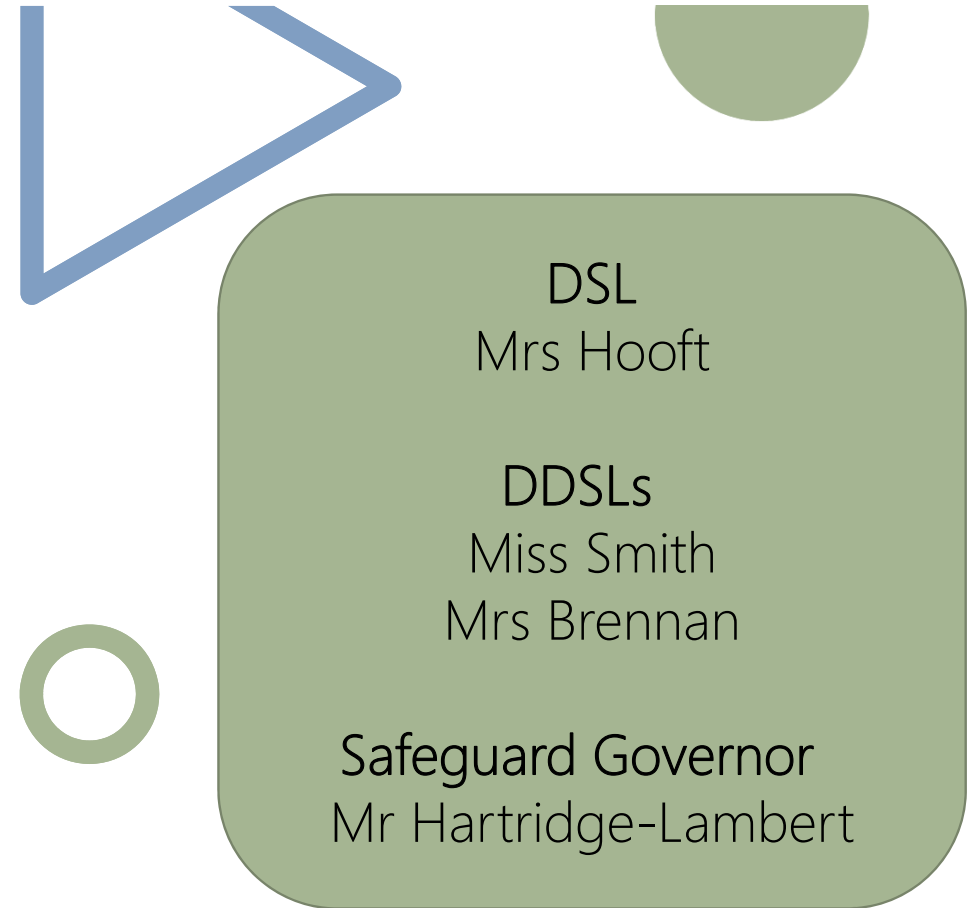 DSL
Mrs Hooft
DDSLs
Miss Smith
Mrs Brennan
Safeguard Governor
Mr Hartridge-Lambert